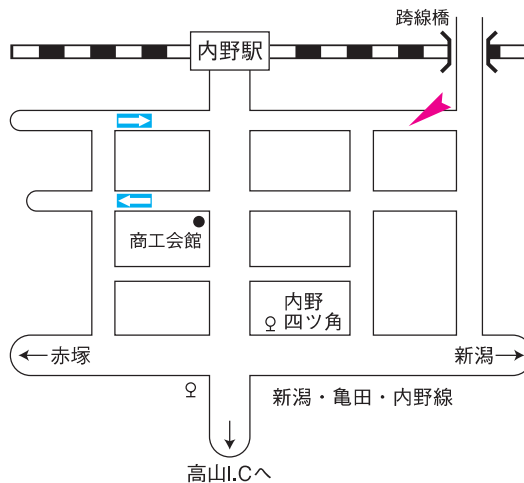 跨線橋
内野駅
商工会館
内野
四ツ角
赤塚
新潟
新潟・亀田・内野線
高山I.Cへ